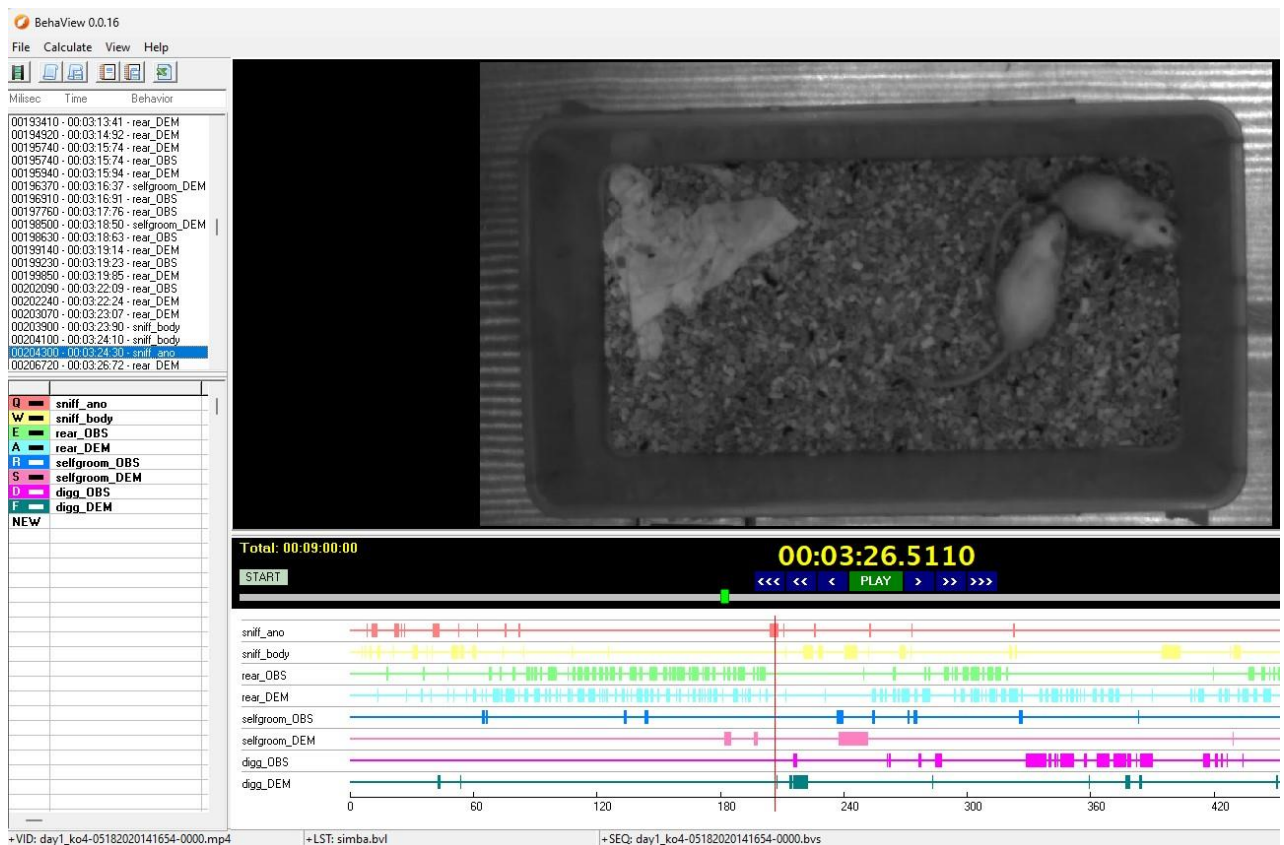 BehaView 0.0.16
File Calculate View Help
Milisec Time Behavior
00193410 - 00:03:13:41 - rear_DEM
00194920 - 00:03:14:92 - rear_DEM
00195740 - 00:03:15:74 - rear_DEM
00195740 - 00:03:15:74 - rear_OBS
00195940 - 00:03:15:94 - rear_DEM
00196370 - 00:03:16:37 - selfgroom_DEM
00196910 - 00:03:16:91 - rear_OBS
00197760 - 00:03:17:76 - rear_OBS
00198500 - 00:03:18:50 - selfgroom_DEM
00198630 - 00:03:18:63 - rear_OBS
00199140 - 00:03:19:14 - rear_DEM
00199230 - 00:03:19:23 - rear_OBS
00199850 - 00:03:19:85 - rear_DEM
00202090 - 00:03:22:09 - rear_OBS
00202240 - 00:03:22:24 - rear_DEM
00203070 - 00:03:23:07 - rear_DEM
00203900 - 00:03:23:90 - sniff_body
00204100 - 00:03:24:10 - sniff_body
00204300 - 00:03:24:30 - sniff_ano
00206720 - 00:03:26:72 - rear_DEM
Q sniff_ano
W sniff_body
E rear_OBS
A rear_DEM
R selfgroom_OBS
S selfgroom_DEM
D digg_OBS
F digg_DEM
NEW
Total: 00:09:00:00
00:03:26.5110
START
<<< << < PLAY > >> >>>
sniff_ano
sniff_body
rear_OBS
rear_DEM
selfgroom_OBS
selfgroom_DEM
digg_OBS
digg_DEM
0 60 120 180 240 300 360 420
+VID: day1_ko4-05182020141654-0000.mp4 +LST: simba.bvl +SEQ: day1_ko4-05182020141654-0000.bvs